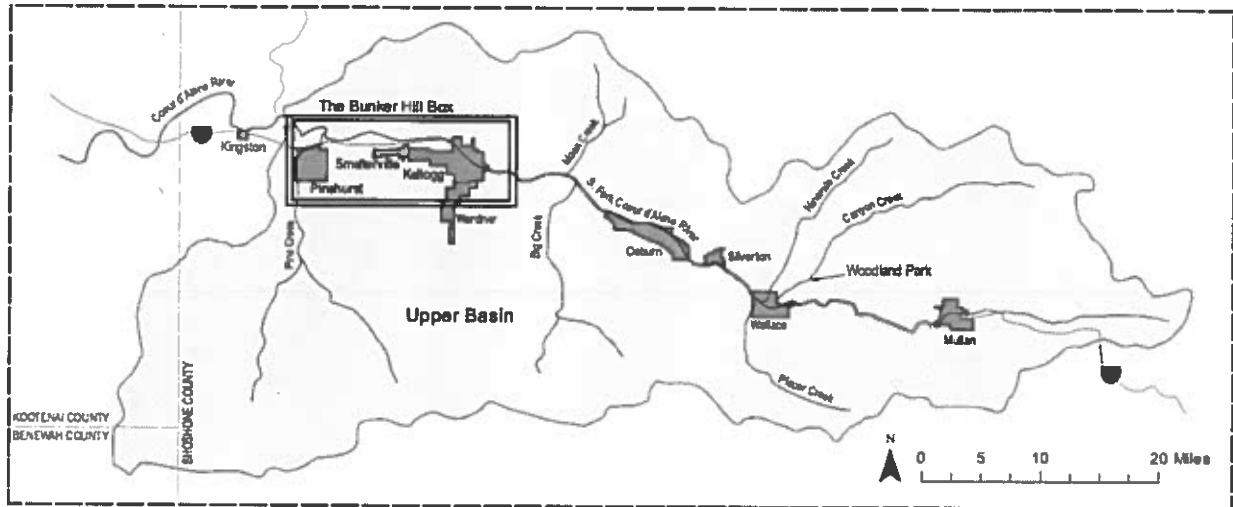 Coeur d'Alene River
The Bunker Hill Box
Kingston
Smelterville
Kellogg
Pinehurst
Wardner
Moon Creek
Pine Creek
Big Creek
S. Fork Coeur d'Alene River
Osburn
Silverton
Ninemile Creek
Canyon Creek
Woodland Park
Wallace
Mullan
Placer Creek
Upper Basin
KOOTENAI COUNTY
BENEWAH COUNTY
SHOSHONE COUNTY
N
0 5 10 20 Miles